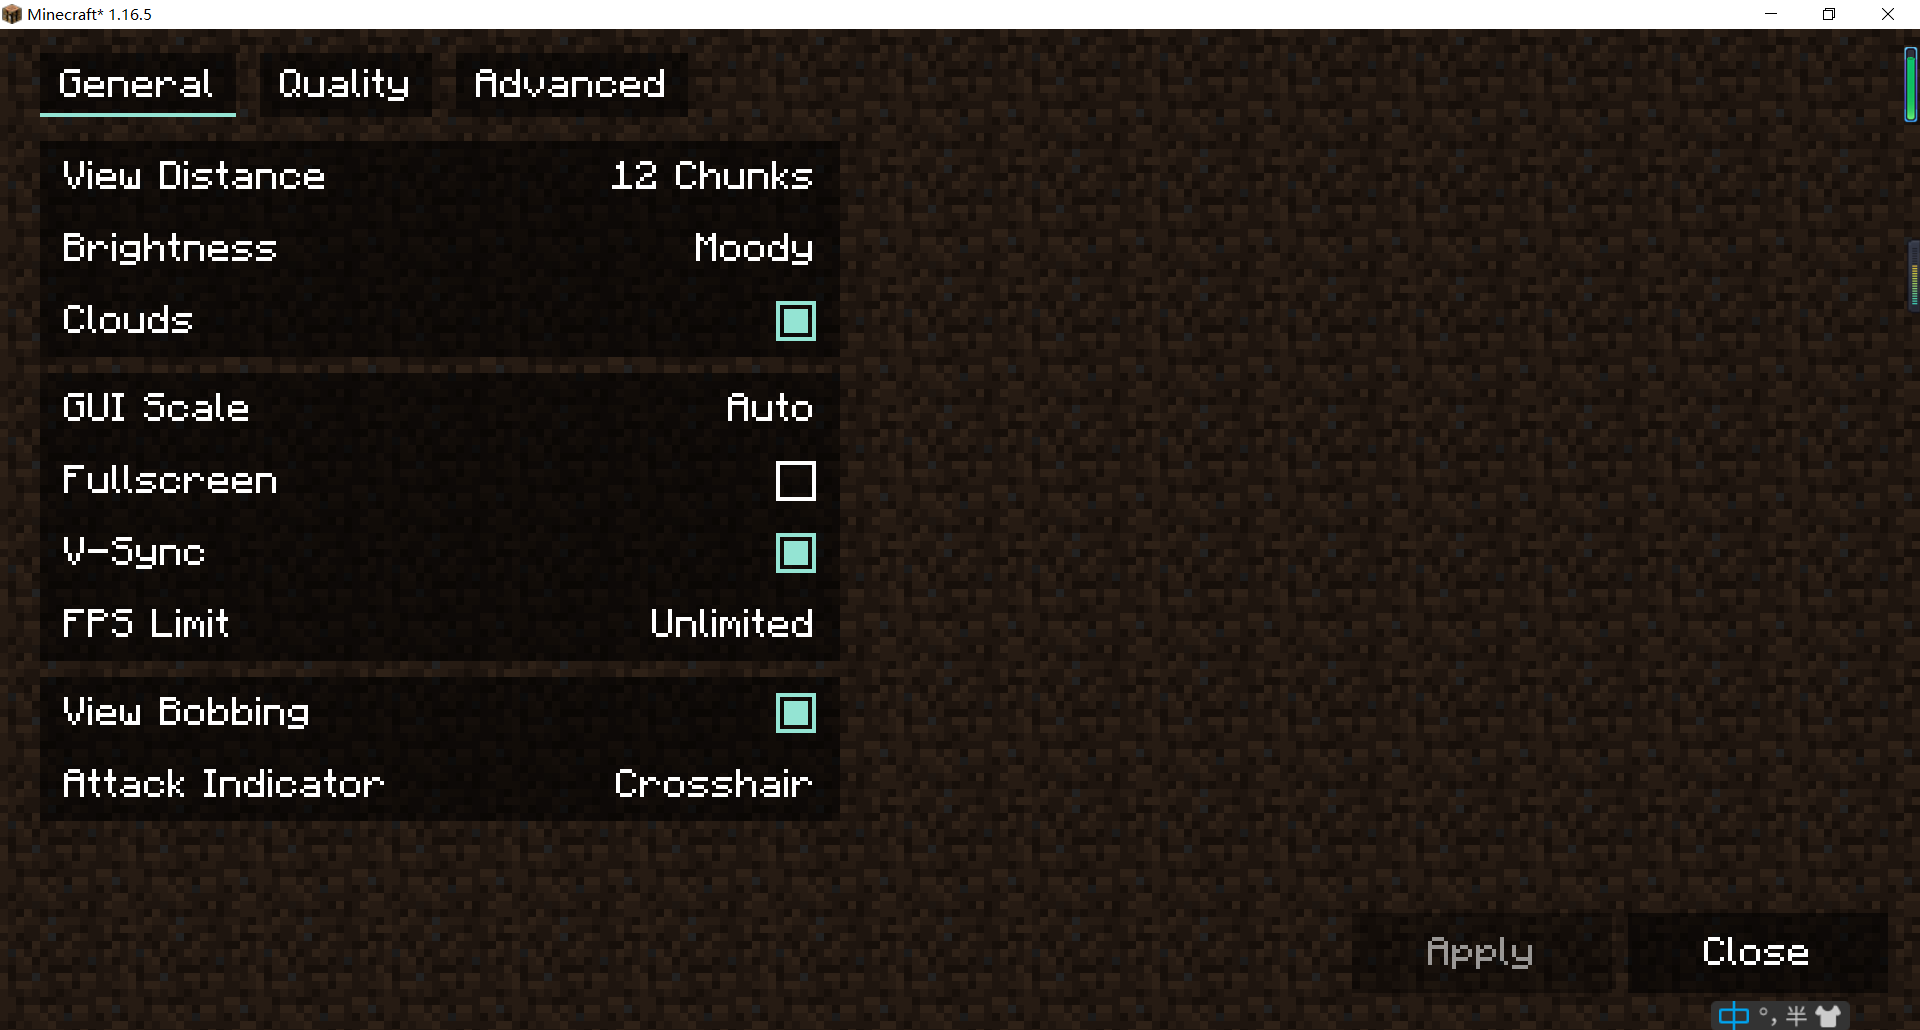 Minecraft* 1.16.5
General Quality Advanced
View Distance 12 Chunks
Brightness Moody
Clouds
GUI Scale Auto
Fullscreen
V-Sync
FPS Limit Unlimited
View Bobbing
Attack Indicator Crosshair
Apply Close
中 °, 半